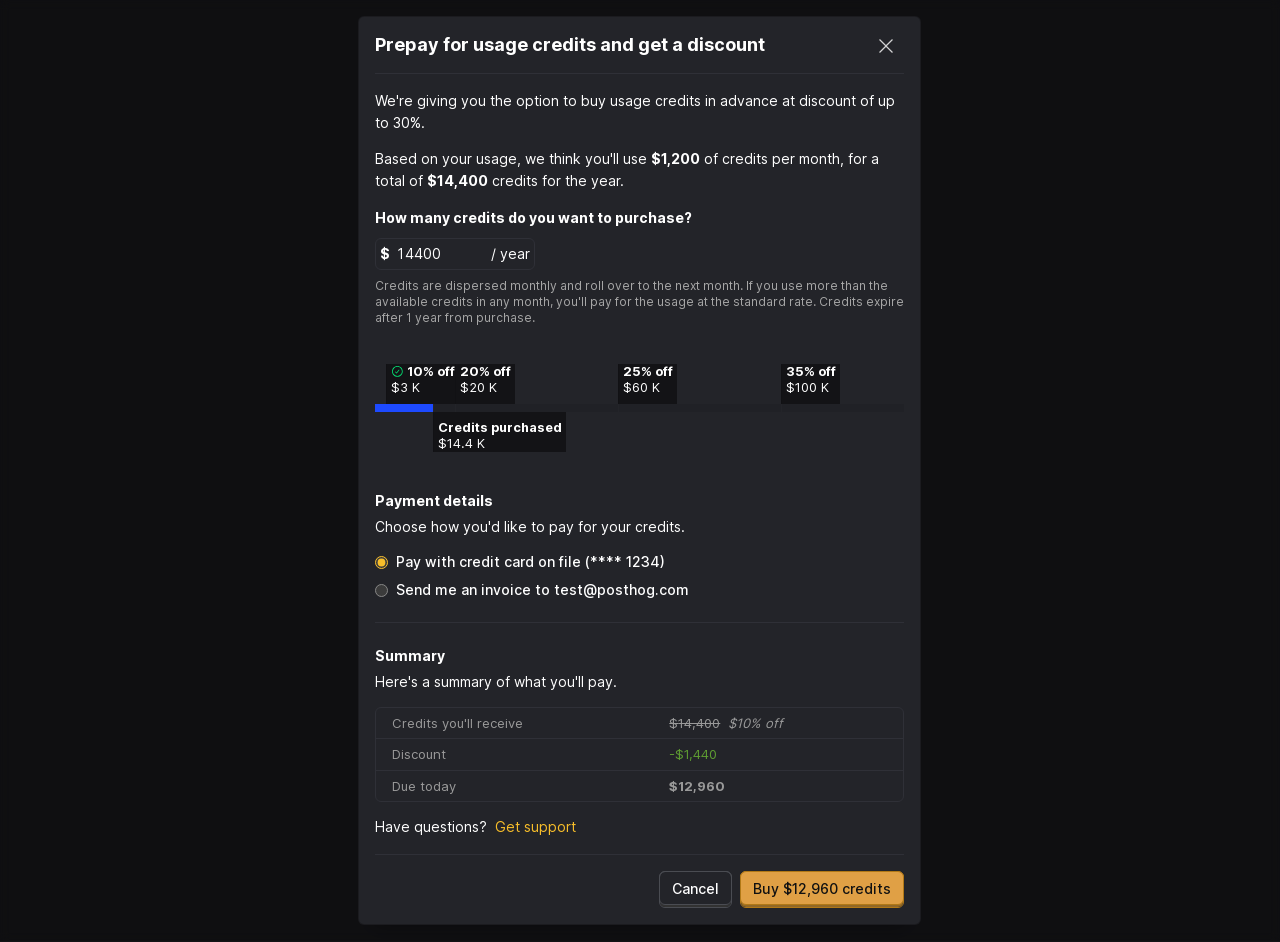 Prepay for usage credits and get a discount
We're giving you the option to buy usage credits in advance at discount of up
to 30%.
Based on your usage, we think you'll use $1,200 of credits per month, for a
total of $14,400 credits for the year.
How many credits do you want to purchase?
$ 14400 / year
Credits are dispersed monthly and roll over to the next month. If you use more than the
available credits in any month, you'll pay for the usage at the standard rate. Credits expire
after 1 year from purchase.
10% off 20% off 25% off 35% off
$3 K $20 K $60 K $100 K
Credits purchased
$14.4 K
Payment details
Choose how you'd like to pay for your credits.
Pay with credit card on file (**** 1234)
Send me an invoice to test@posthog.com
Summary
Here's a summary of what you'll pay.
Credits you'll receive $14,400 $10% off
Discount -$1,440
Due today $12,960
Have questions? Get support
Cancel Buy $12,960 credits